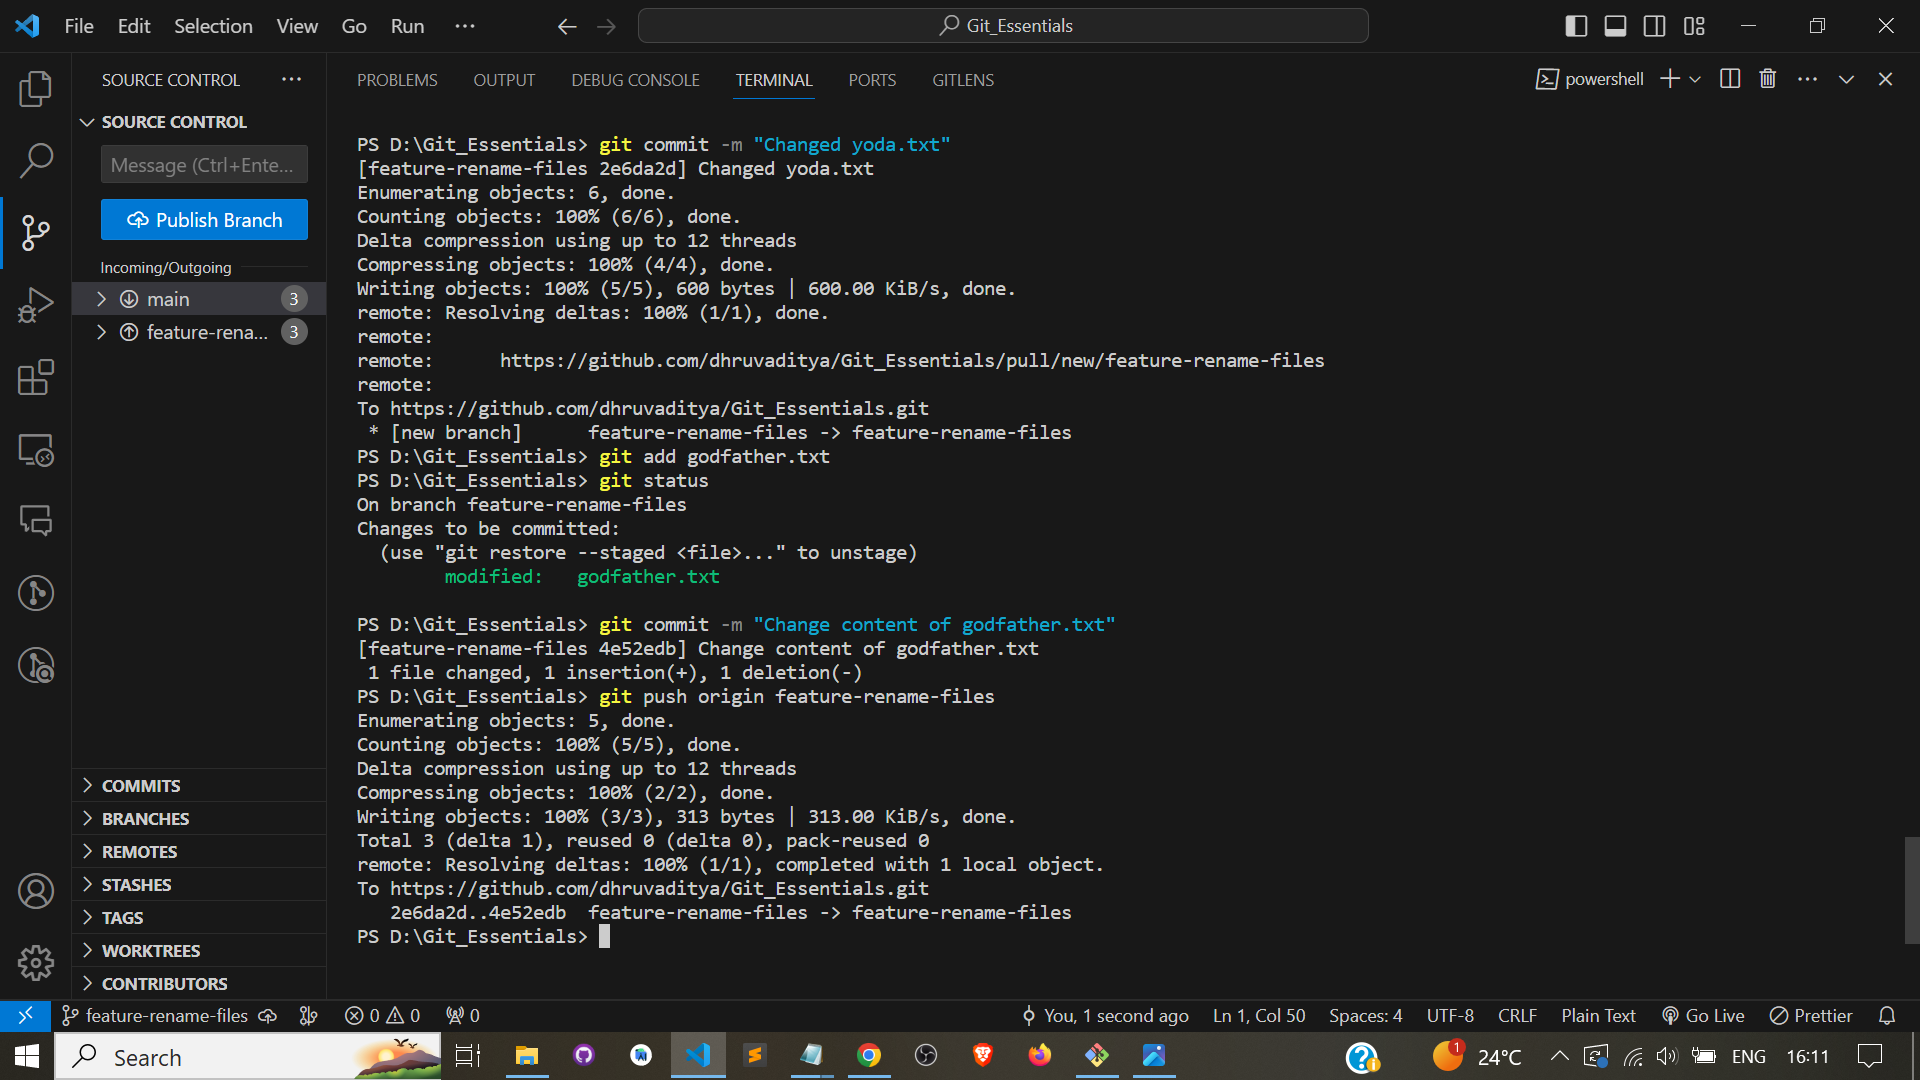 File Edit Selection View Go Run ··· Git_Essentials
SOURCE CONTROL ···
SOURCE CONTROL
Message (Ctrl+Ente...
Publish Branch
Incoming/Outgoing
main 3
feature-rena... 3
COMMITS
BRANCHES
REMOTES
STASHES
TAGS
WORKTREES
CONTRIBUTORS
PROBLEMS OUTPUT DEBUG CONSOLE TERMINAL PORTS GITLENS powershell
PS D:\Git_Essentials> git commit -m "Changed yoda.txt"
[feature-rename-files 2e6da2d] Changed yoda.txt
Enumerating objects: 6, done.
Counting objects: 100% (6/6), done.
Delta compression using up to 12 threads
Compressing objects: 100% (4/4), done.
Writing objects: 100% (5/5), 600 bytes | 600.00 KiB/s, done.
remote: Resolving deltas: 100% (1/1), done.
remote:
remote:      https://github.com/dhruvaditya/Git_Essentials/pull/new/feature-rename-files
remote:
To https://github.com/dhruvaditya/Git_Essentials.git
 * [new branch]      feature-rename-files -> feature-rename-files
PS D:\Git_Essentials> git add godfather.txt
PS D:\Git_Essentials> git status
On branch feature-rename-files
Changes to be committed:
  (use "git restore --staged <file>..." to unstage)
        modified:   godfather.txt
PS D:\Git_Essentials> git commit -m "Change content of godfather.txt"
[feature-rename-files 4e52edb] Change content of godfather.txt
 1 file changed, 1 insertion(+), 1 deletion(-)
PS D:\Git_Essentials> git push origin feature-rename-files
Enumerating objects: 5, done.
Counting objects: 100% (5/5), done.
Delta compression using up to 12 threads
Compressing objects: 100% (2/2), done.
Writing objects: 100% (3/3), 313 bytes | 313.00 KiB/s, done.
Total 3 (delta 1), reused 0 (delta 0), pack-reused 0
remote: Resolving deltas: 100% (1/1), completed with 1 local object.
To https://github.com/dhruvaditya/Git_Essentials.git
   2e6da2d..4e52edb  feature-rename-files -> feature-rename-files
PS D:\Git_Essentials>
feature-rename-files 0 0 0 You, 1 second ago Ln 1, Col 50 Spaces: 4 UTF-8 CRLF Plain Text Go Live Prettier
Search 1 24°C ENG 16:11